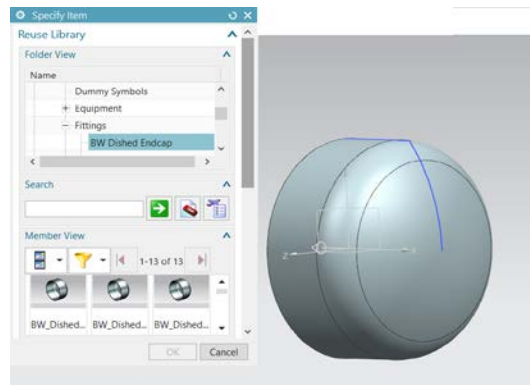 Specify Item
Reuse Library
Folder View
Name
Dummy Symbols
Equipment
Fittings
BW Dished Endcap
Search
Member View
1-13 of 13
BW_Dished... BW_Dished... BW_Dished...
OK Cancel
Z X